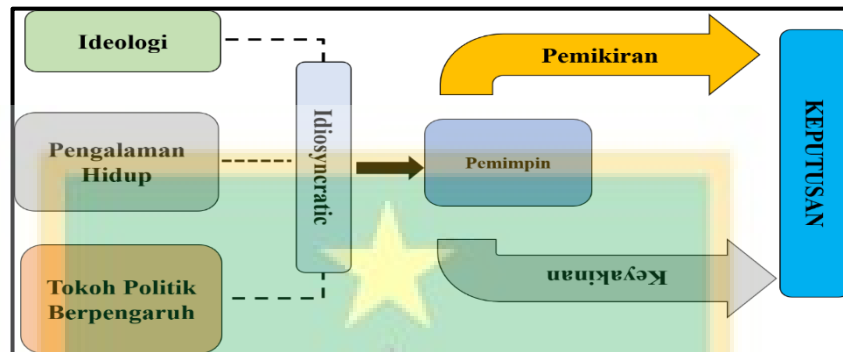 Ideologi
Pengalaman
Hidup
Tokoh Politik
Berpengaruh
Idiosyncratic
Pemimpin
Pemikiran
Keyakinan
KEPUTUSAN